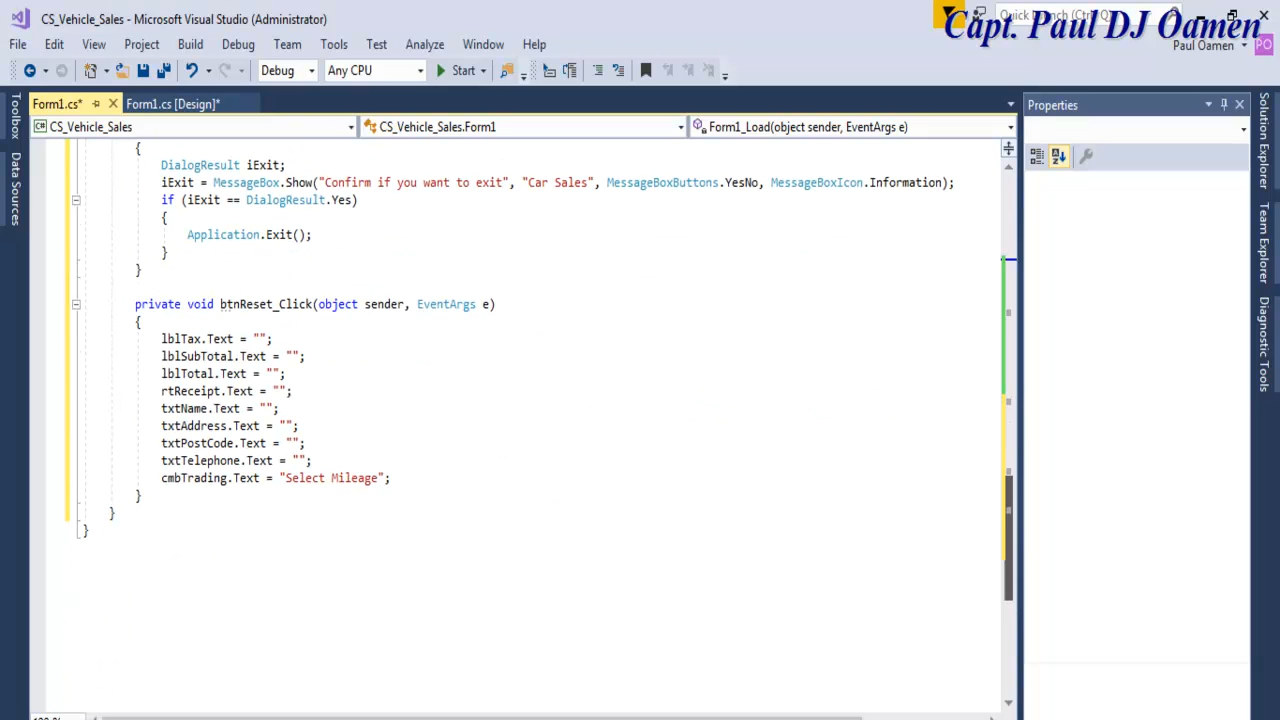 CS_Vehicle_Sales - Microsoft Visual Studio (Administrator)
Quick Launch (Ctrl+Q)
Capt. Paul DJ Oamen
File Edit View Project Build Debug Team Tools Test Analyze Window Help
Paul Oamen
PO
Debug Any CPU Start
Form1.cs* Form1.cs [Design]*
Properties
CS_Vehicle_Sales CS_Vehicle_Sales.Form1 Form1_Load(object sender, EventArgs e)
Toolbox
Data Sources
{
DialogResult iExit;
iExit = MessageBox.Show("Confirm if you want to exit", "Car Sales", MessageBoxButtons.YesNo, MessageBoxIcon.Information);
if (iExit == DialogResult.Yes)
{
Application.Exit();
}
}
private void btnReset_Click(object sender, EventArgs e)
{
lblTax.Text = "";
lblSubTotal.Text = "";
lblTotal.Text = "";
rtReceipt.Text = "";
txtName.Text = "";
txtAddress.Text = "";
txtPostCode.Text = "";
txtTelephone.Text = "";
cmbTrading.Text = "Select Mileage";
}
}
}
Solution Explorer
Team Explorer
Diagnostic Tools